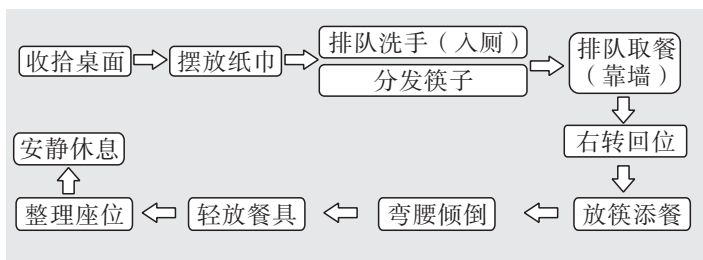 收拾桌面
摆放纸巾
排队洗手（入厕）
分发筷子
排队取餐
（靠墙）
右转回位
放筷添餐
弯腰倾倒
轻放餐具
整理座位
安静休息